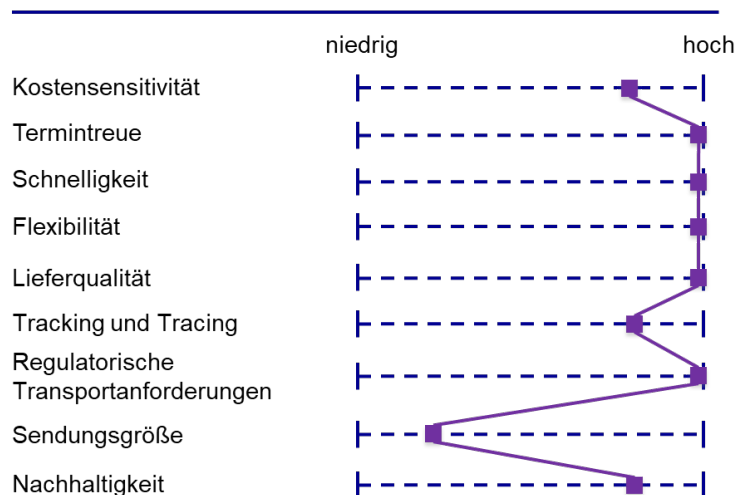 niedrig hoch
Kostensensitivität
Termintreue
Schnelligkeit
Flexibilität
Lieferqualität
Tracking und Tracing
Regulatorische
Transportanforderungen
Sendungsgröße
Nachhaltigkeit